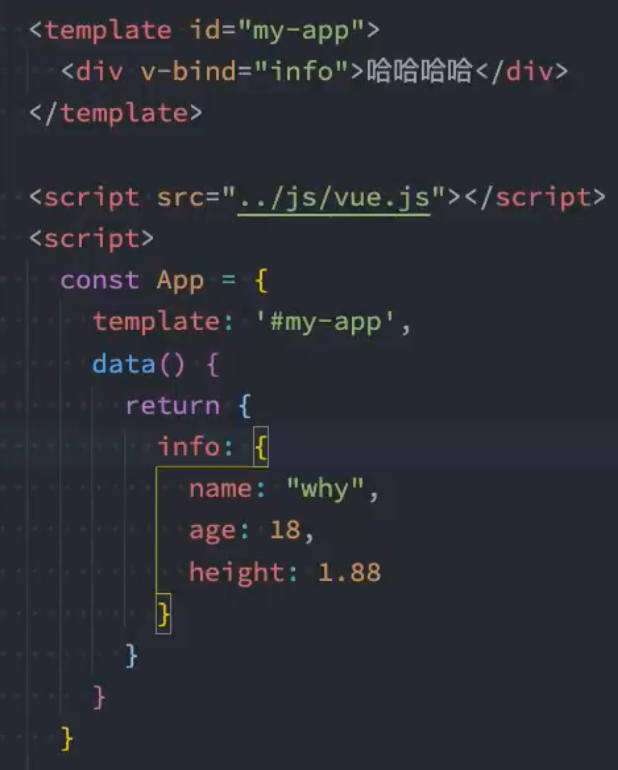 <template id="my-app">
  <div v-bind="info">哈哈哈哈</div>
</template>

<script src="../js/vue.js"></script>
<script>
  const App = {
    template: '#my-app',
    data() {
      return {
        info: {
          name: "why",
          age: 18,
          height: 1.88
        }
      }
    }
  }